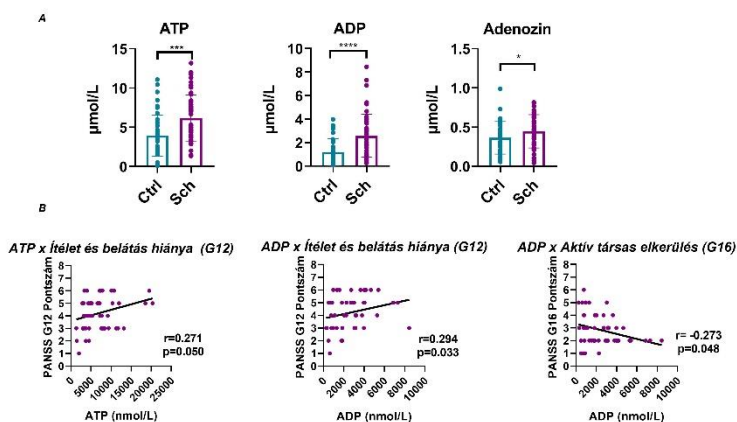 A
ATP
***
µmol/L
15
10
5
0
Ctrl
Sch
ADP
****
µmol/L
10
8
6
4
2
0
Ctrl
Sch
Adenozin
*
µmol/L
1.5
1.0
0.5
0.0
Ctrl
Sch
B
ATP x Ítélet és belátás hiánya (G12)
PANSS G12 Pontszám
8
7
6
5
4
3
2
1
0
r=0.271
p=0.050
0
5000
10000
15000
20000
25000
ATP (nmol/L)
ADP x Ítélet és belátás hiánya (G12)
PANSS G12 Pontszám
8
7
6
5
4
3
2
1
0
r=0.294
p=0.033
0
2000
4000
6000
8000
10000
ADP (nmol/L)
ADP x Aktív társas elkerülés (G16)
PANSS G16 Pontszám
8
7
6
5
4
3
2
1
0
r= -0.273
p=0.048
0
2000
4000
6000
8000
10000
ADP (nmol/L)